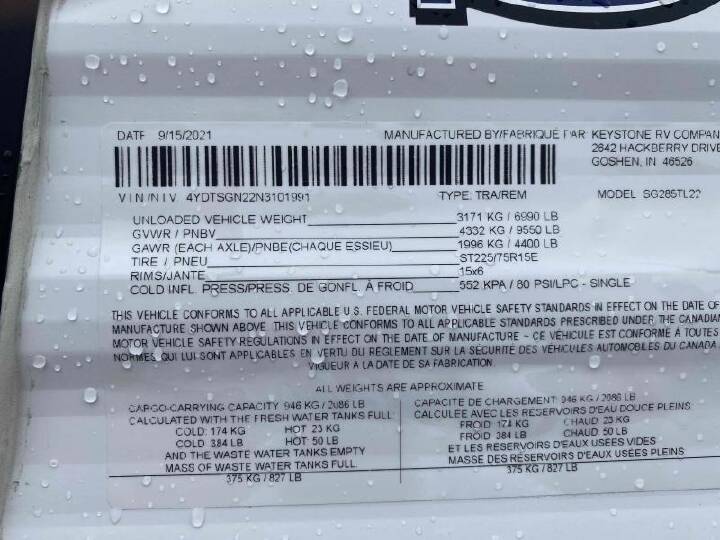 DATE 9/15/2021 MANUFACTURED BY/FABRIQUE PAR KEYSTONE RV COMPAN
2642 HACKBERRY DRIVE
GOSHEN, IN 46526
VIN/NIV 4YDTSGN22N3101991 TYPE: TRA/REM MODEL SG285TL22
UNLOADED VEHICLE WEIGHT 3171 KG / 6990 LB
GVWR / PNBV 4332 KG / 9550 LB
GAWR (EACH AXLE)/PNBE(CHAQUE ESSIEU) 1996 KG / 4400 LB
TIRE / PNEU ST225/75R15E
RIMS/JANTE 15x6
COLD INFL. PRESS/PRESS. DE GONFL. À FROID 552 KPA / 80 PSI/LPC - SINGLE
THIS VEHICLE CONFORMS TO ALL APPLICABLE U.S. FEDERAL MOTOR VEHICLE SAFETY STANDARDS IN EFFECT ON THE DATE OF
MANUFACTURE SHOWN ABOVE. THIS VEHICLE CONFORMS TO ALL APPLICABLE STANDARDS PRESCRIBED UNDER THE CANADIA
MOTOR VEHICLE SAFETY REGULATIONS IN EFFECT ON THE DATE OF MANUFACTURE - CE VÉHICULE EST CONFORME À TOUTES
NORMES QUI LUI SONT APPLICABLES EN VERTU DU RÈGLEMENT SUR LA SÉCURITÉ DES VÉHICULES AUTOMOBILES DU CANADA
VIGUEUR À LA DATE DE SA FABRICATION.
ALL WEIGHTS ARE APPROXIMATE
CARGO-CARRYING CAPACITY 946 KG / 2086 LB
CALCULATED WITH THE FRESH WATER TANKS FULL
COLD: 174 KG HOT 23 KG
COLD: 384 LB HOT 50 LB
AND THE WASTE WATER TANKS EMPTY
MASS OF WASTE WATER TANKS FULL
375 KG / 827 LB
CAPACITE DE CHARGEMENT: 946 KG / 2086 LB
CALCULÉE AVEC LES RÉSERVOIRS D'EAU DOUCE PLEINS
FROID: 174 KG CHAUD: 23 KG
FROID: 384 LB CHAUD: 50 LB
ET LES RÉSERVOIRS D'EAUX USÉES VIDES
MASSE DES RÉSERVOIRS D'EAUX USÉES PLEINS
375 KG / 827 LB